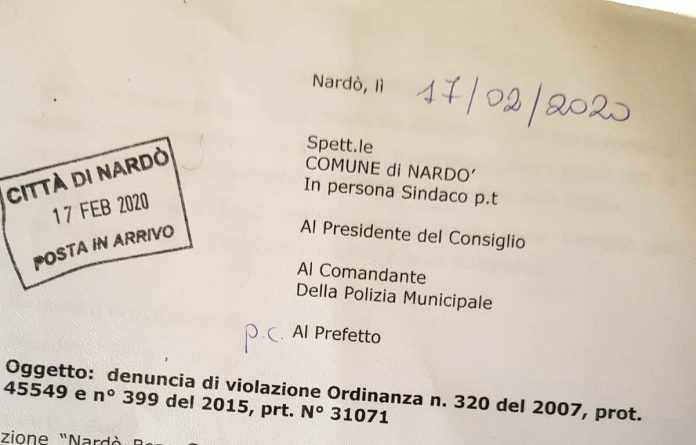 Nardò, lì 17/02/2020
CITTÀ DI NARDÒ
17 FEB 2020
POSTA IN ARRIVO
Spett.le
COMUNE di NARDO’
In persona Sindaco p.t
Al Presidente del Consiglio
Al Comandante
Della Polizia Municipale
p.c. Al Prefetto
Oggetto: denuncia di violazione Ordinanza n. 320 del 2007, prot.
45549 e n° 399 del 2015, prt. N° 31071
zione “Nardò